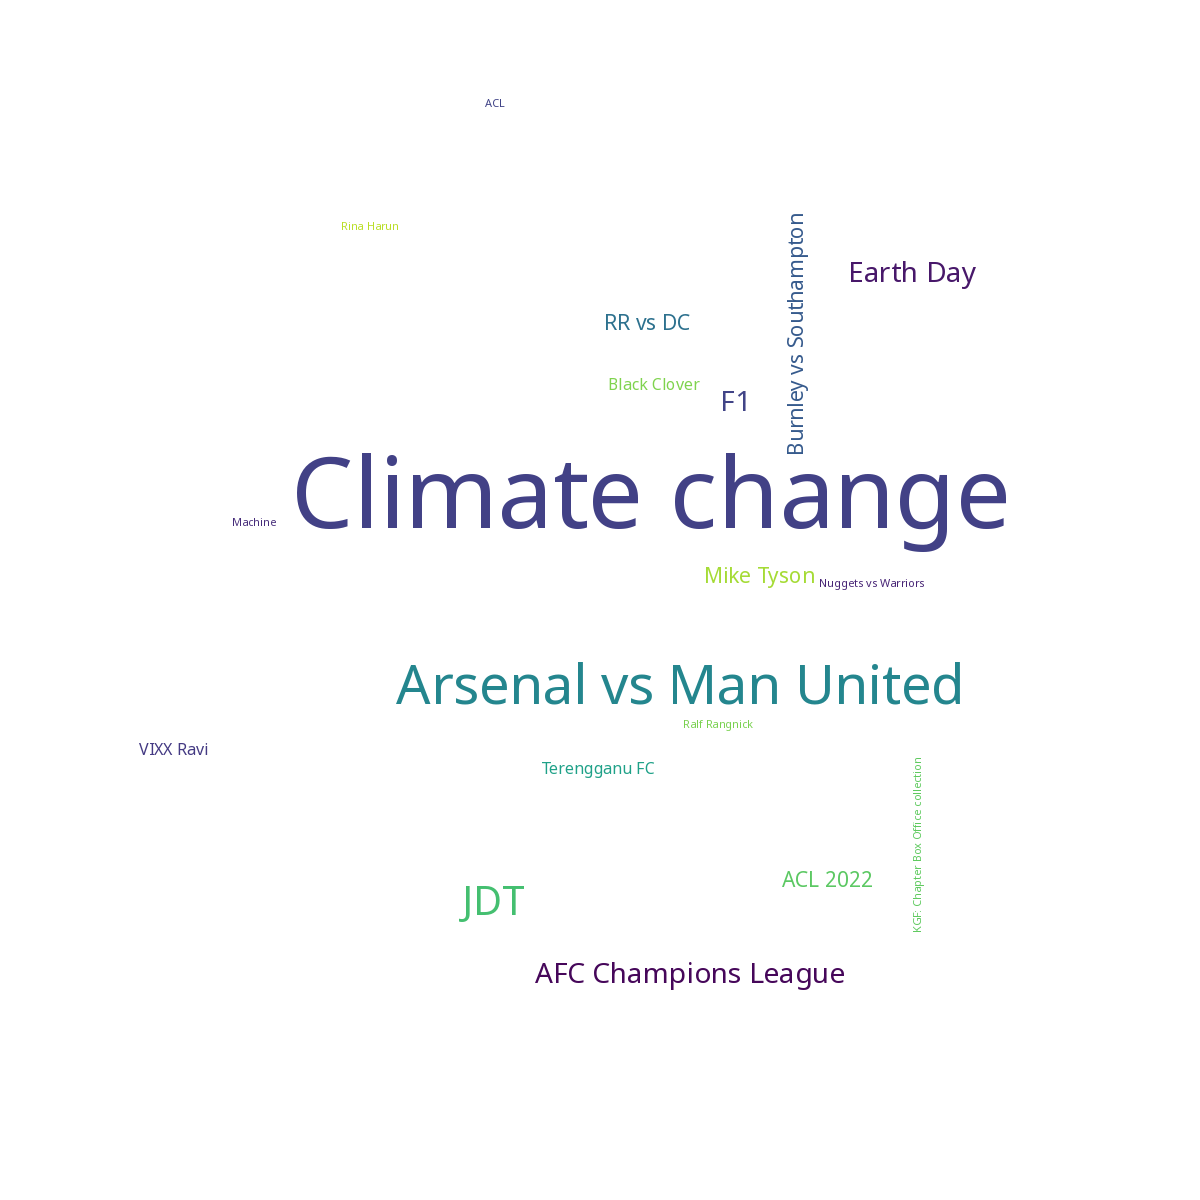 ACL
Rina Harun
Burnley vs Southampton
Earth Day
RR vs DC
Black Clover
F1
Climate change
Machine
Mike Tyson
Nuggets vs Warriors
Arsenal vs Man United
Ralf Rangnick
VIXX Ravi
Terengganu FC
KGF: Chapter Box Office collection
ACL 2022
JDT
AFC Champions League